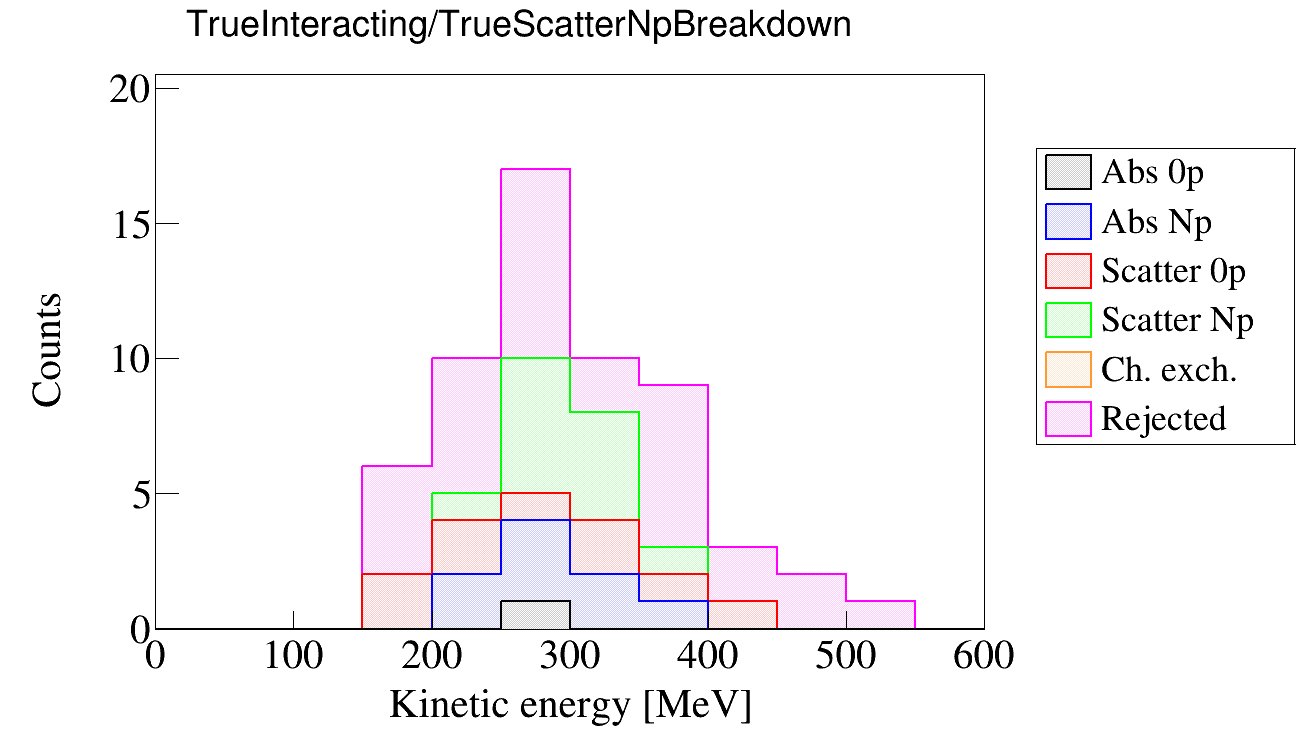 TrueInteracting/TrueScatterNpBreakdown
20
15
10
5
0
0 100 200 300 400 500 600
Counts
Kinetic energy [MeV]
Abs 0p
Abs Np
Scatter 0p
Scatter Np
Ch. exch.
Rejected